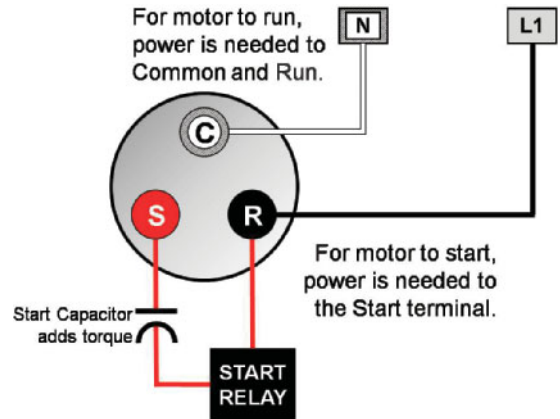 For motor to run,
power is needed to
Common and Run.
N
L1
C
S
R
For motor to start,
power is needed to
the Start terminal.
Start Capacitor
adds torque
START
RELAY